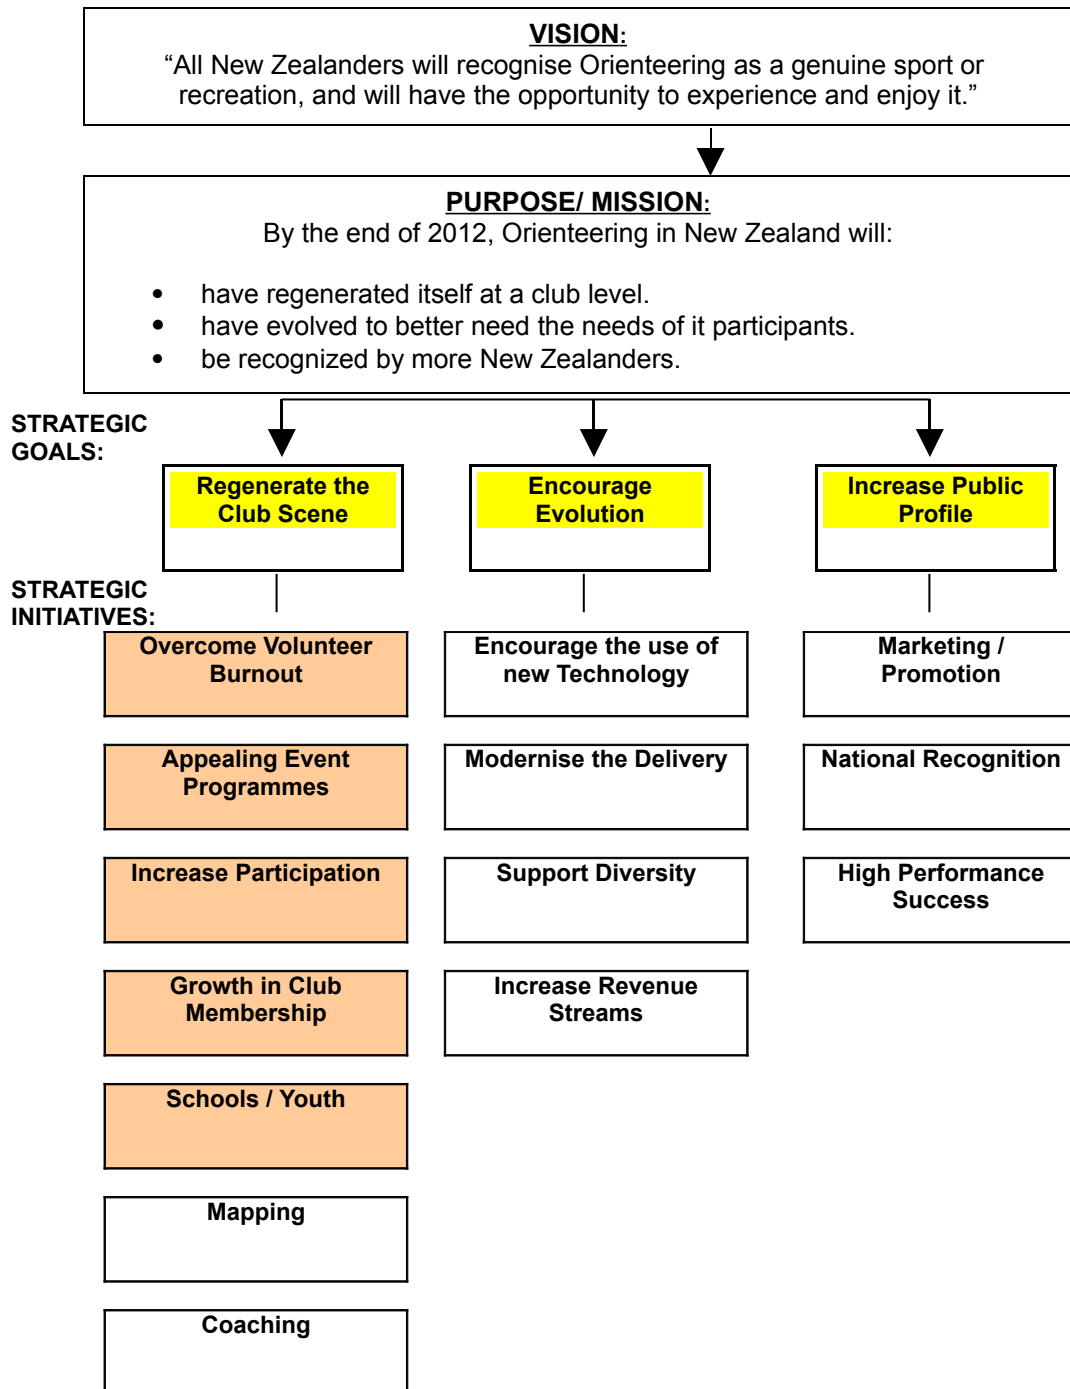 VISION:
“All New Zealanders will recognise Orienteering as a genuine sport or
recreation, and will have the opportunity to experience and enjoy it.”
PURPOSE/ MISSION:
By the end of 2012, Orienteering in New Zealand will:
• have regenerated itself at a club level.
• have evolved to better need the needs of it participants.
• be recognized by more New Zealanders.
STRATEGIC
GOALS:
Regenerate the
Club Scene
Encourage
Evolution
Increase Public
Profile
STRATEGIC
INITIATIVES:
Overcome Volunteer
Burnout
Encourage the use of
new Technology
Marketing /
Promotion
Appealing Event
Programmes
Modernise the Delivery
National Recognition
Increase Participation
Support Diversity
High Performance
Success
Growth in Club
Membership
Increase Revenue
Streams
Schools / Youth
Mapping
Coaching